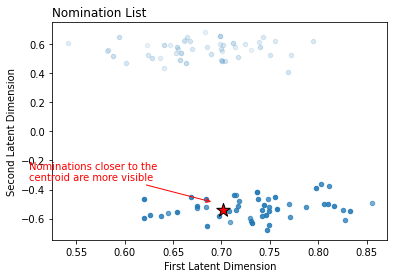 Nomination List
0.6
0.4
0.2
0.0
−0.2
−0.4
−0.6
Second Latent Dimension
Nominations closer to the
centroid are more visible
0.55 0.60 0.65 0.70 0.75 0.80 0.85
First Latent Dimension